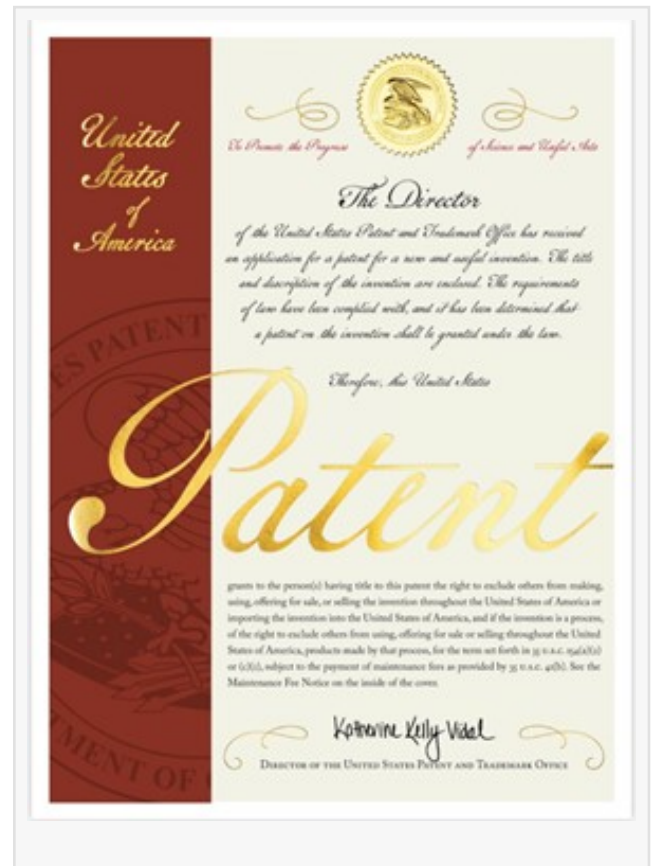 United
States
of
America
To Promote the Progress
of Science and Useful Arts
The Director
of the United States Patent and Trademark Office has received
an application for a patent for a new and useful invention. The title
and description of the invention are enclosed. The requirements
of law have been complied with, and it has been determined that
a patent on the invention shall be granted under the law.
Therefore, this United States
Patent
grants to the person(s) having title to this patent the right to exclude others from making,
using, offering for sale, or selling the invention throughout the United States of America or
importing the invention into the United States of America, and if the invention is a process,
of the right to exclude others from using, offering for sale or selling throughout the United
States of America, products made by that process, for the term set forth in 35 U.S.C. 154(a)(2)
or (c)(1), subject to the payment of maintenance fees as provided by 35 U.S.C. 41(b). See the
Maintenance Fee Notice on the inside of the cover.
Katherine Kelly Vidal
Director of the United States Patent and Trademark Office
ES PATENT
MENT OF